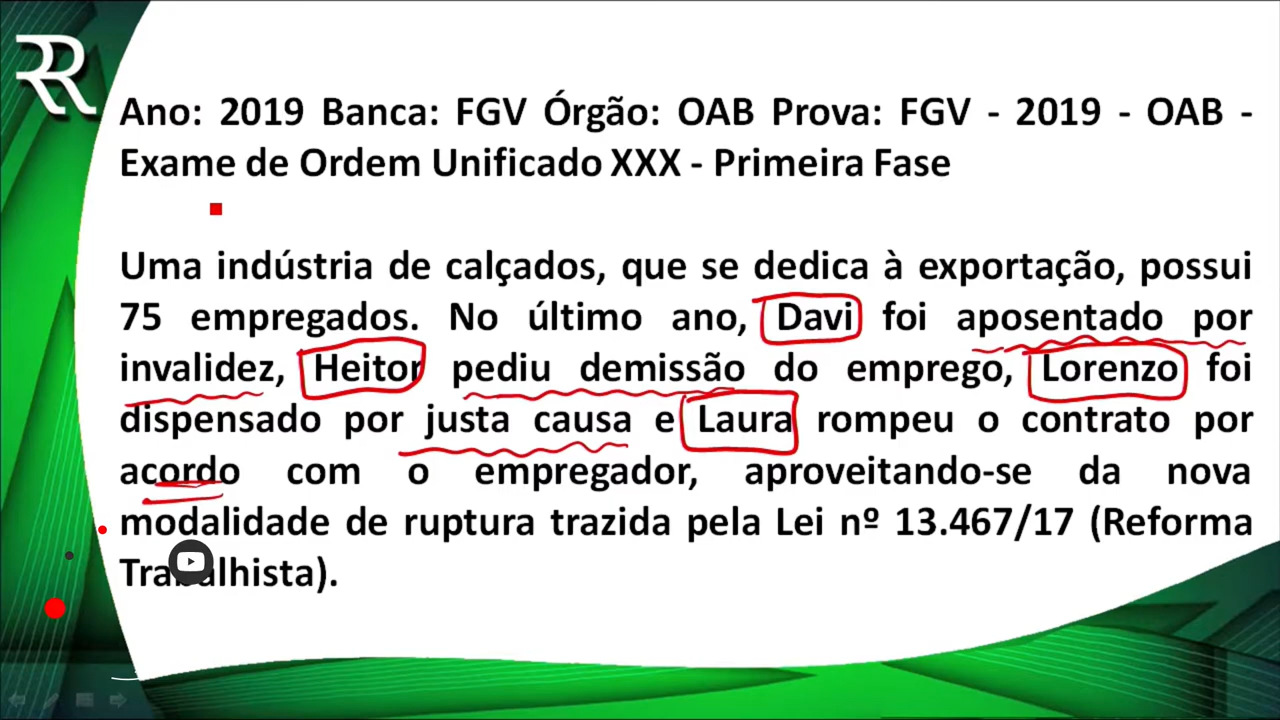 RR
Ano: 2019 Banca: FGV Órgão: OAB Prova: FGV - 2019 - OAB -
Exame de Ordem Unificado XXX - Primeira Fase
Uma indústria de calçados, que se dedica à exportação, possui
75 empregados. No último ano, Davi foi aposentado por
invalidez, Heitor pediu demissão do emprego, Lorenzo foi
dispensado por justa causa e Laura rompeu o contrato por
acordo com o empregador, aproveitando-se da nova
modalidade de ruptura trazida pela Lei nº 13.467/17 (Reforma
Trabalhista).